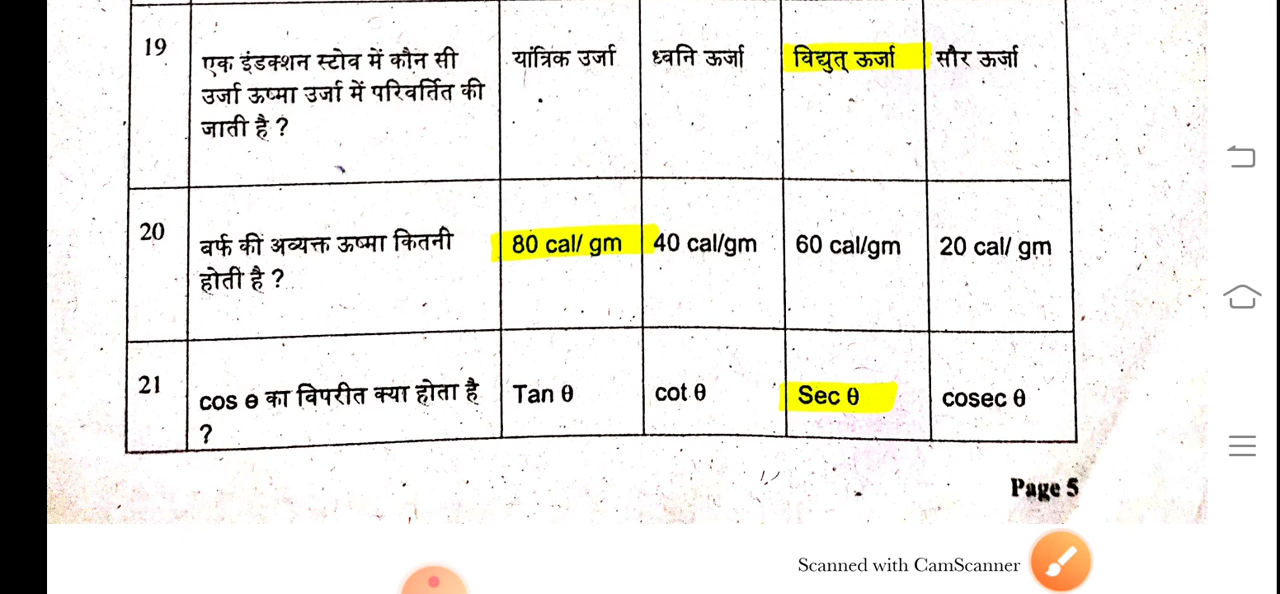 19 एक इंडक्शन स्टोव में कौन सी यांत्रिक उर्जा ध्वनि ऊर्जा विद्युत् ऊर्जा सौर ऊर्जा
उर्जा ऊष्मा उर्जा में परिवर्तित की
जाती है ?
20 बर्फ की अव्यक्त ऊष्मा कितनी 80 cal/ gm 40 cal/gm 60 cal/gm 20 cal/ gm
होती है ?
21 cos θ का विपरीत क्या होता है Tan θ cot θ Sec θ cosec θ
?
Page 5
Scanned with CamScanner